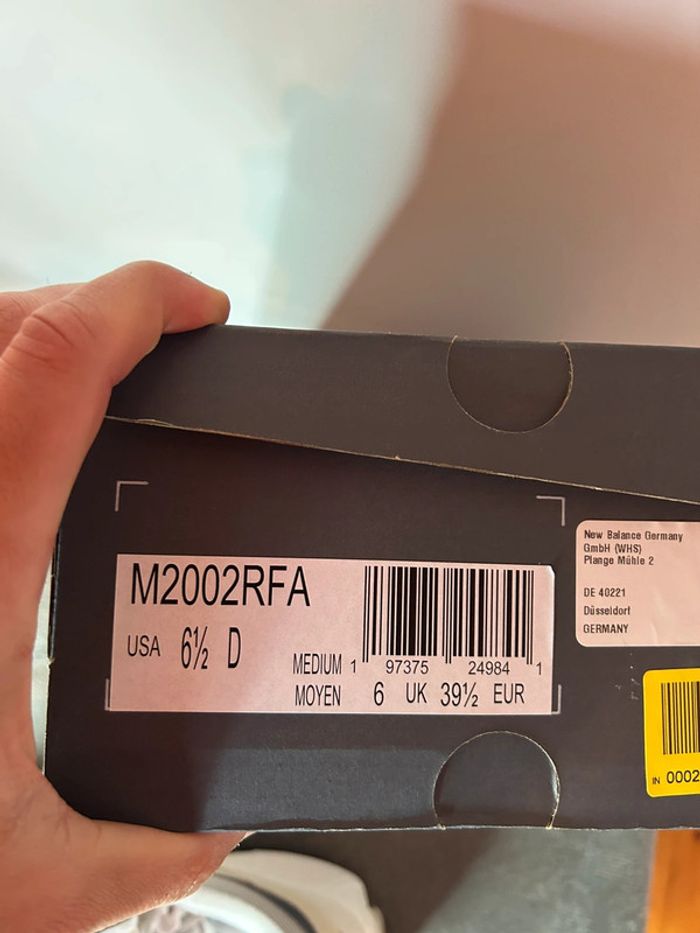 M2002RFA
USA 6½ D
MEDIUM 1 97375 24984 1
MOYEN 6 UK 39½ EUR
New Balance Germany
GmbH (WHS)
Plange Mühle 2
DE 40221
Düsseldorf
GERMANY
IN 0002